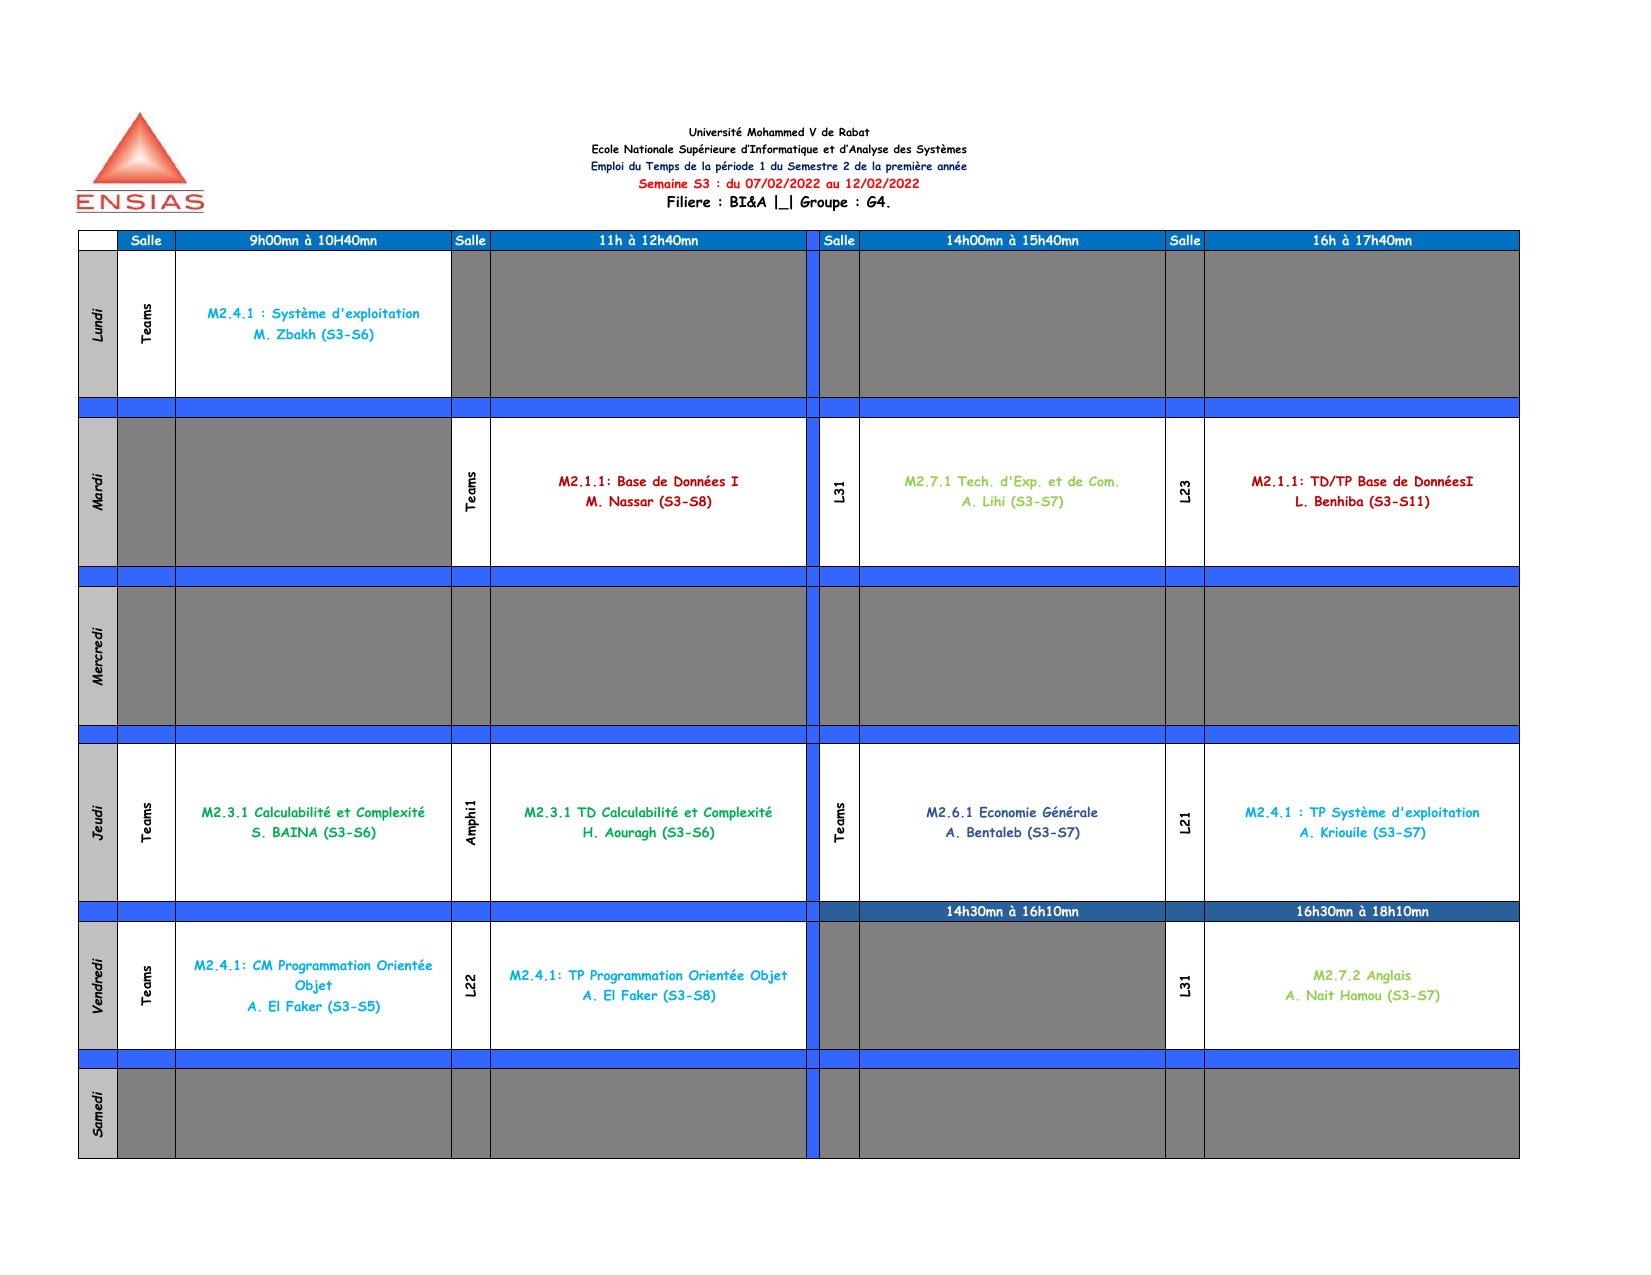 ENSIAS
Université Mohammed V de Rabat
Ecole Nationale Supérieure d’Informatique et d’Analyse des Systèmes
Emploi du Temps de la période 1 du Semestre 2 de la première année
Semaine S3 : du 07/02/2022 au 12/02/2022
Filiere : BI&A |_| Groupe : G4.
Salle
9h00mn à 10H40mn
Salle
11h à 12h40mn
Salle
14h00mn à 15h40mn
Salle
16h à 17h40mn
Lundi
Teams
M2.4.1 : Système d'exploitation
M. Zbakh (S3-S6)
Mardi
Teams
M2.1.1: Base de Données I
M. Nassar (S3-S8)
L31
M2.7.1 Tech. d'Exp. et de Com.
A. Lihi (S3-S7)
L23
M2.1.1: TD/TP Base de DonnéesI
L. Benhiba (S3-S11)
Mercredi
Jeudi
Teams
M2.3.1 Calculabilité et Complexité
S. BAINA (S3-S6)
Amphi1
M2.3.1 TD Calculabilité et Complexité
H. Aouragh (S3-S6)
Teams
M2.6.1 Economie Générale
A. Bentaleb (S3-S7)
L21
M2.4.1 : TP Système d'exploitation
A. Kriouile (S3-S7)
14h30mn à 16h10mn
16h30mn à 18h10mn
Vendredi
Teams
M2.4.1: CM Programmation Orientée
Objet
A. El Faker (S3-S5)
L22
M2.4.1: TP Programmation Orientée Objet
A. El Faker (S3-S8)
L31
M2.7.2 Anglais
A. Nait Hamou (S3-S7)
Samedi